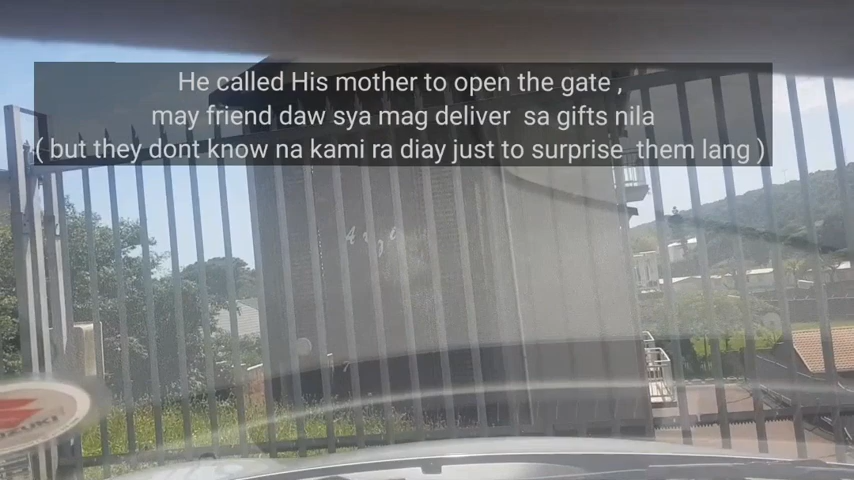 He called His mother to open the gate ,
may friend daw sya mag deliver sa gifts nila
( but they dont know na kami ra diay just to surprise them lang )
SUZUKI